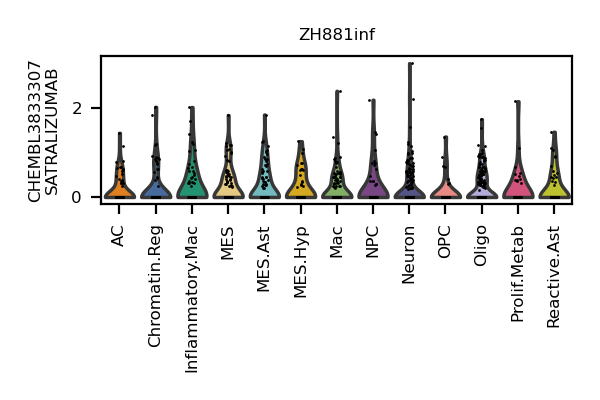 ZH881inf
CHEMBL3833307
SATRALIZUMAB
2
0
AC
Chromatin.Reg
Inflammatory.Mac
MES
MES.Ast
MES.Hyp
Mac
NPC
Neuron
OPC
Oligo
Prolif.Metab
Reactive.Ast